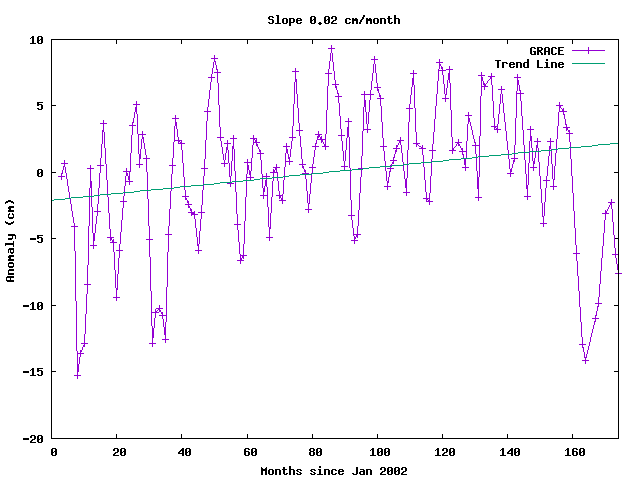 Slope 0.02 cm/month
GRACE
Trend Line
10
5
0
-5
-10
-15
-20
Anomaly (cm)
0 20 40 60 80 100 120 140 160
Months since Jan 2002